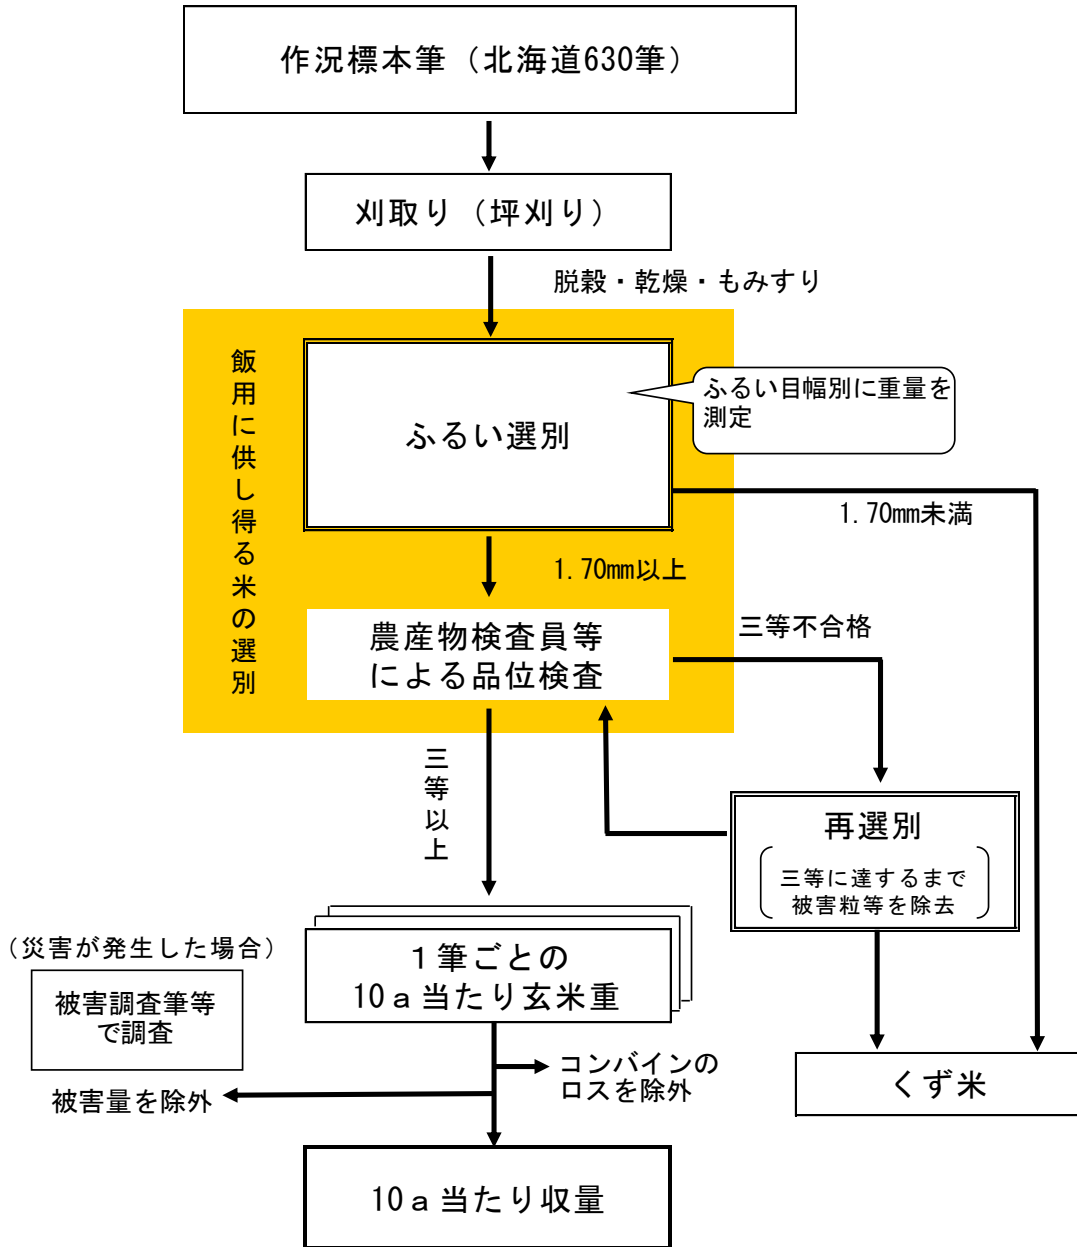 作況標本筆（北海道630筆）
刈取り（坪刈り）
脱穀・乾燥・もみすり
飯用に供し得る米の選別
ふるい選別
ふるい目幅別に重量を
測定
1.70mm未満
1.70mm以上
農産物検査員等
による品位検査
三等不合格
三等以上
再選別
三等に達するまで
被害粒等を除去
（災害が発生した場合）
被害調査筆等
で調査
１筆ごとの
10ａ当たり玄米重
コンバインの
ロスを除外
被害量を除外
くず米
10ａ当たり収量